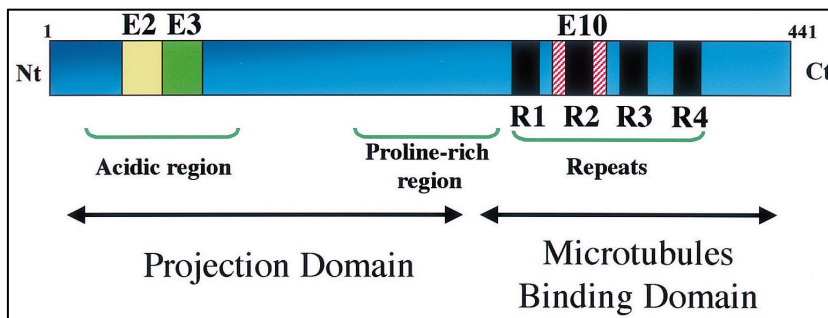 1 E2 E3 E10 441
Nt Ct
R1 R2 R3 R4
Acidic region
Proline-rich
region
Repeats
Projection Domain
Microtubules
Binding Domain